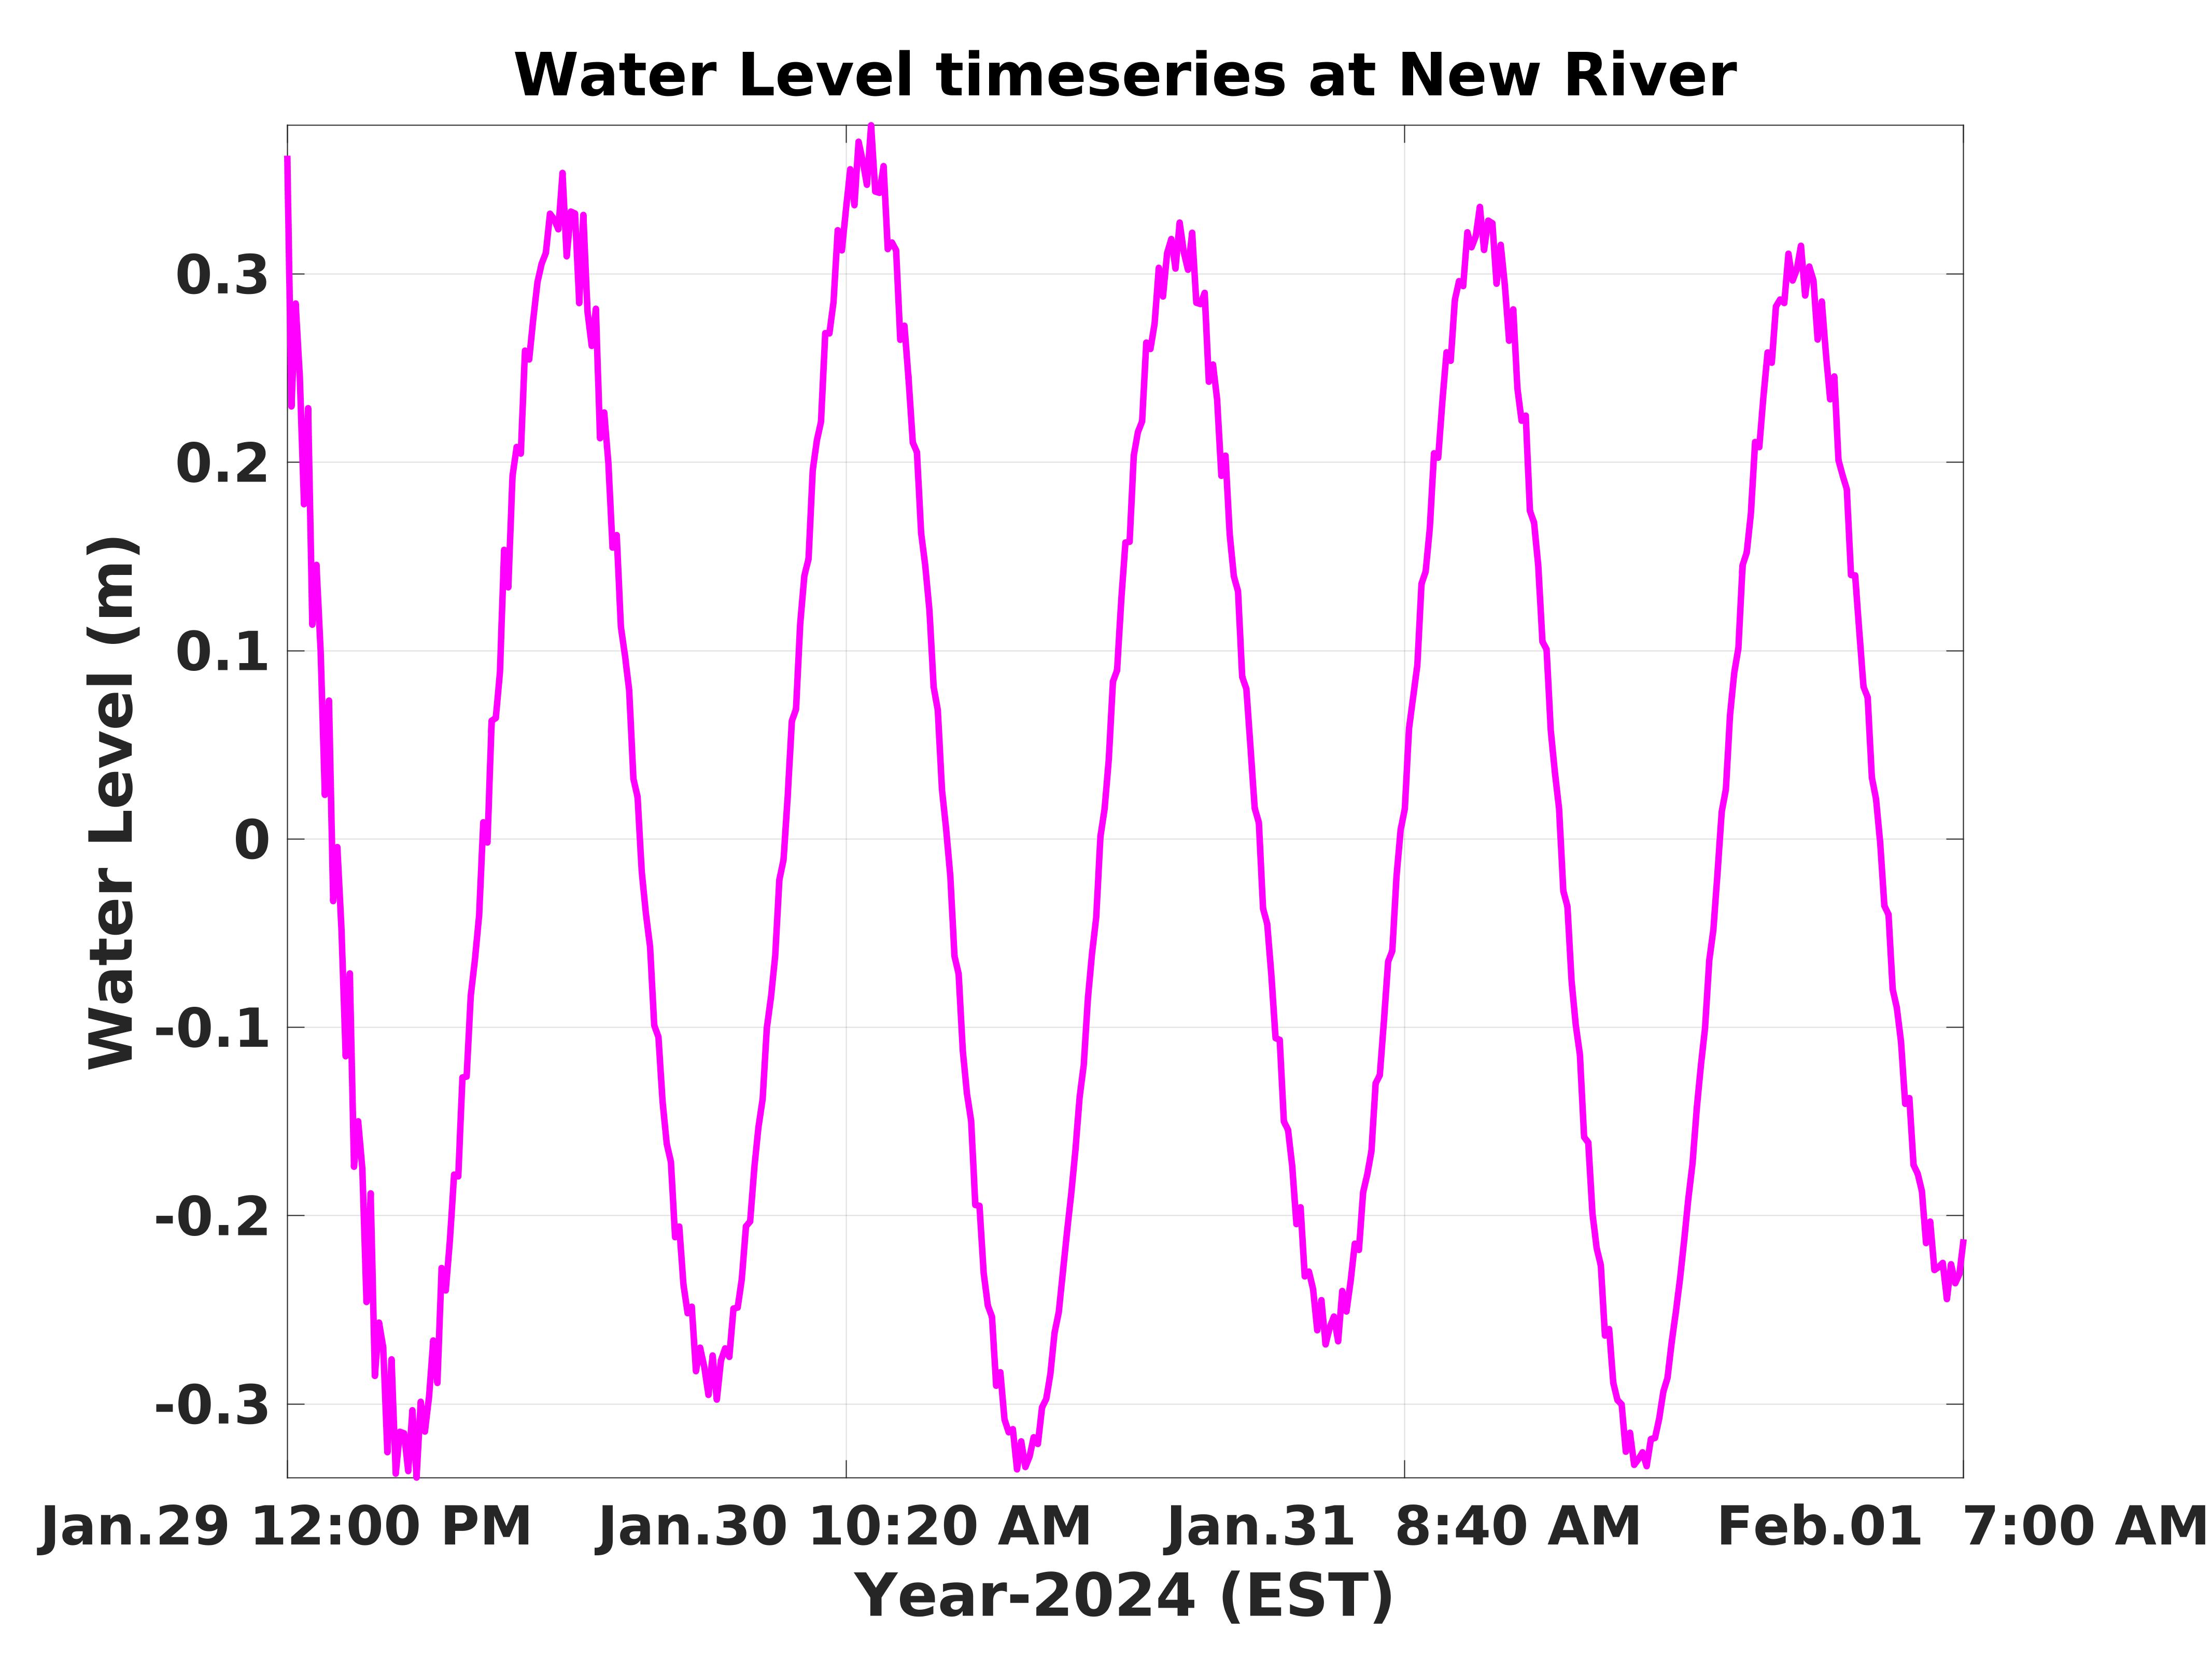 Water Level timeseries at New River
0.3
0.2
0.1
0
-0.1
-0.2
-0.3
Water Level (m)
Jan.29 12:00 PM Jan.30 10:20 AM Jan.31 8:40 AM Feb.01 7:00 AM
Year-2024 (EST)